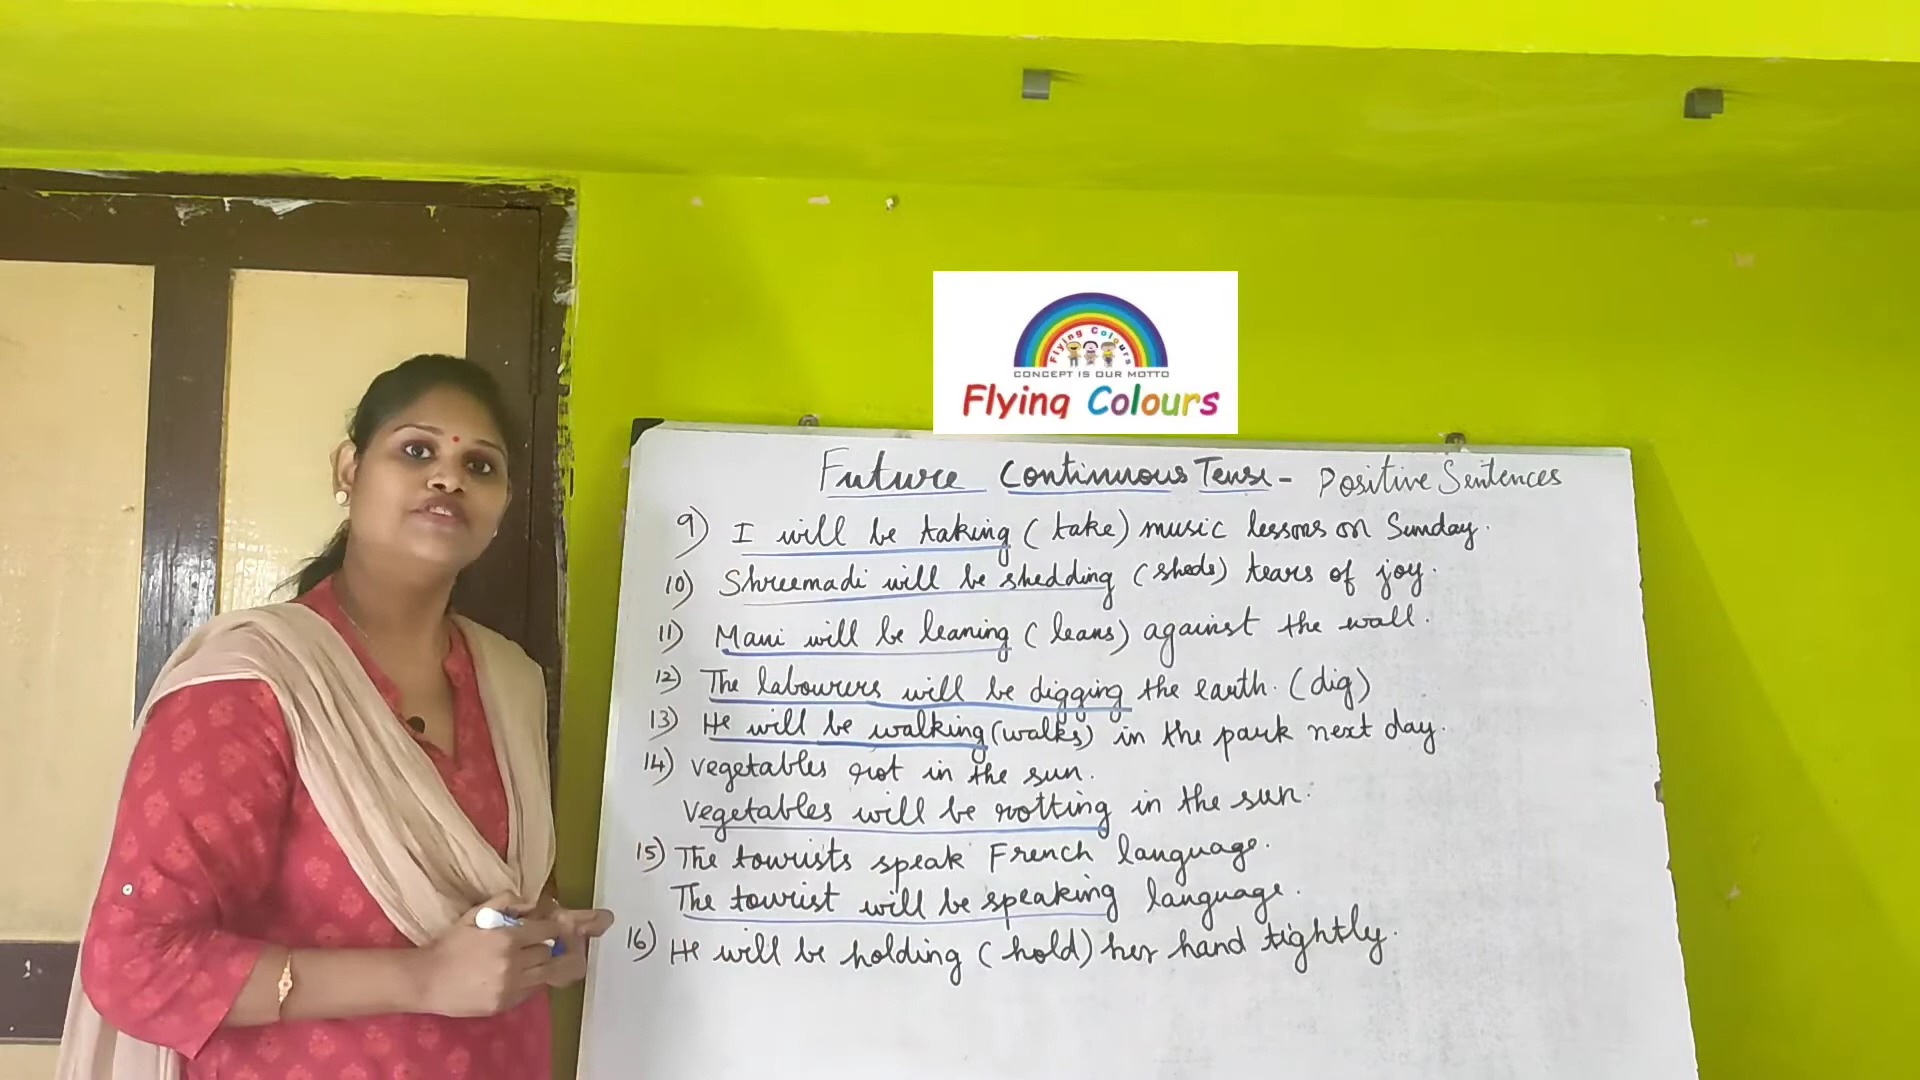 Flying Colours
CONCEPT IS OUR MOTTO
Flying Colours
Future Continuous Tense - Positive Sentences
9) I will be taking (take) music lessons on Sunday.
10) Shreemadi will be shedding (sheds) tears of joy.
11) Mani will be leaning (leans) against the wall.
12) The labourers will be digging the earth. (dig)
13) He will be walking (walks) in the park next day.
14) Vegetables rot in the sun.
Vegetables will be rotting in the sun.
15) The tourists speak French language.
The tourist will be speaking language.
16) He will be holding (hold) her hand tightly.